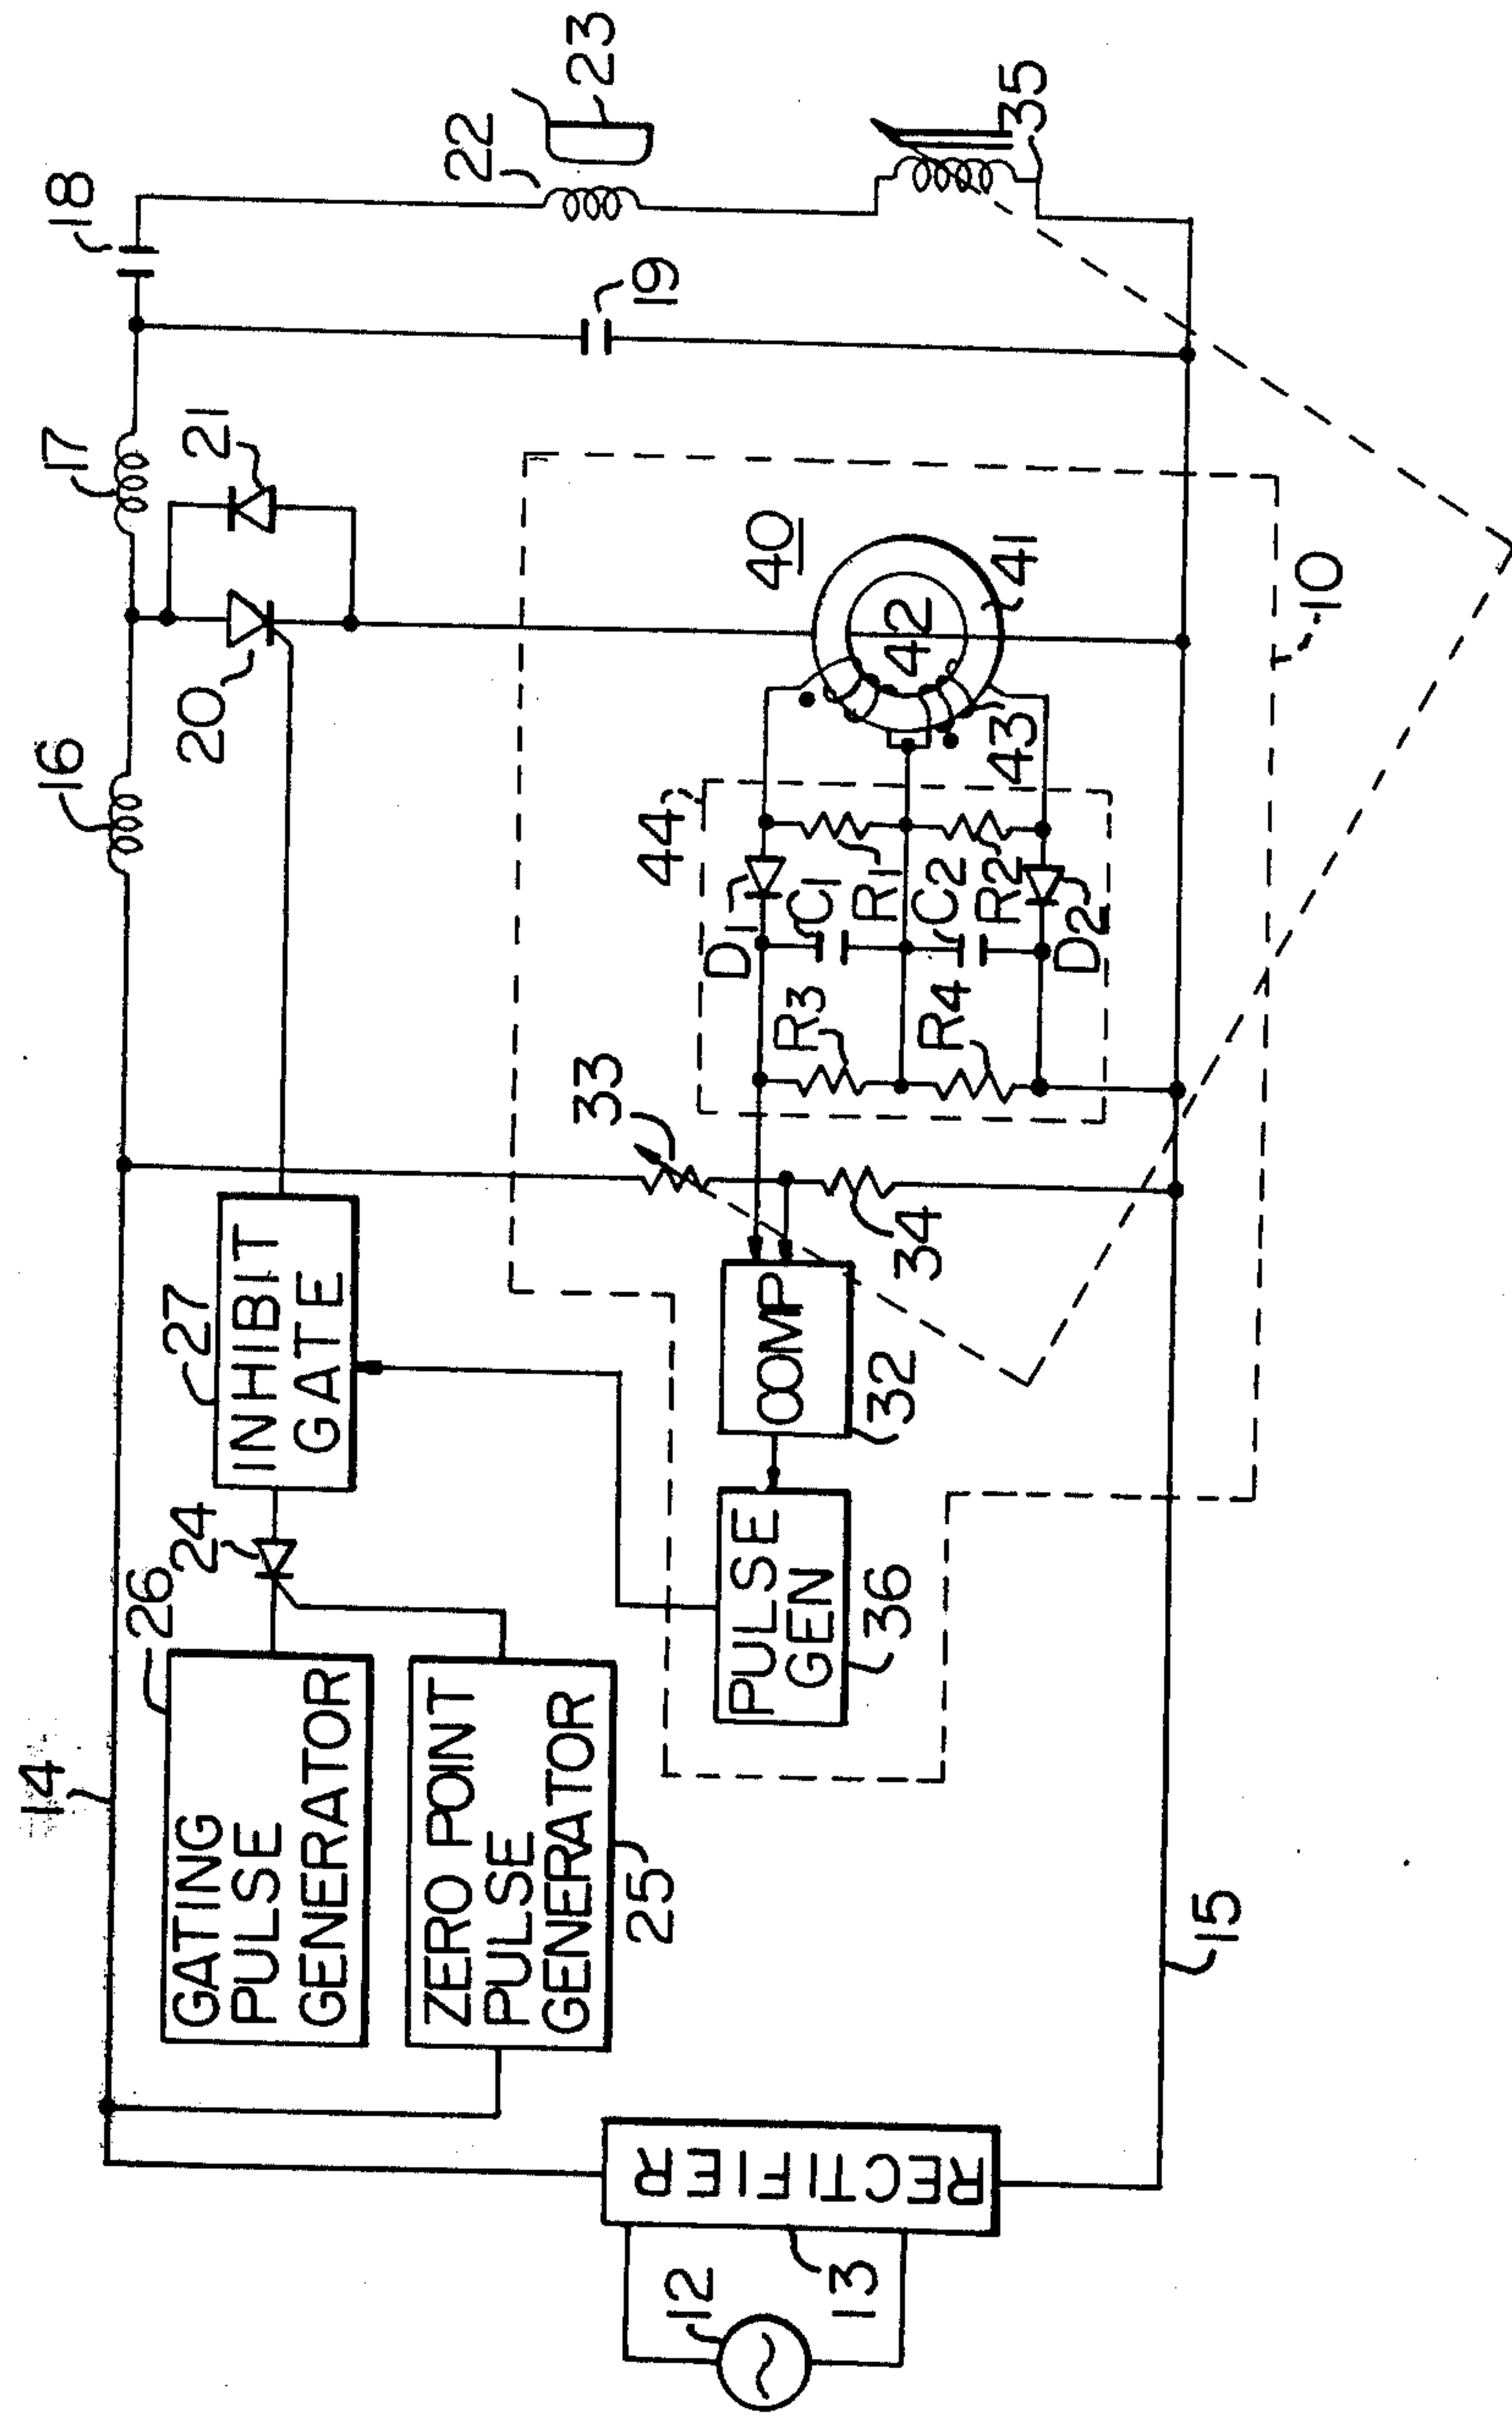 14
16
17
18
26
GATING
PULSE
GENERATOR
24
27
INHIBIT
GATE
20
21
ZERO POINT
PULSE
GENERATOR
25
22
23
19
33
44
40
D1
C1
R1
R3
42
C2
R2
R4
43
41
D2
35
12
13
RECTIFIER
PULSE
GEN
36
COMP
32
34
10
15